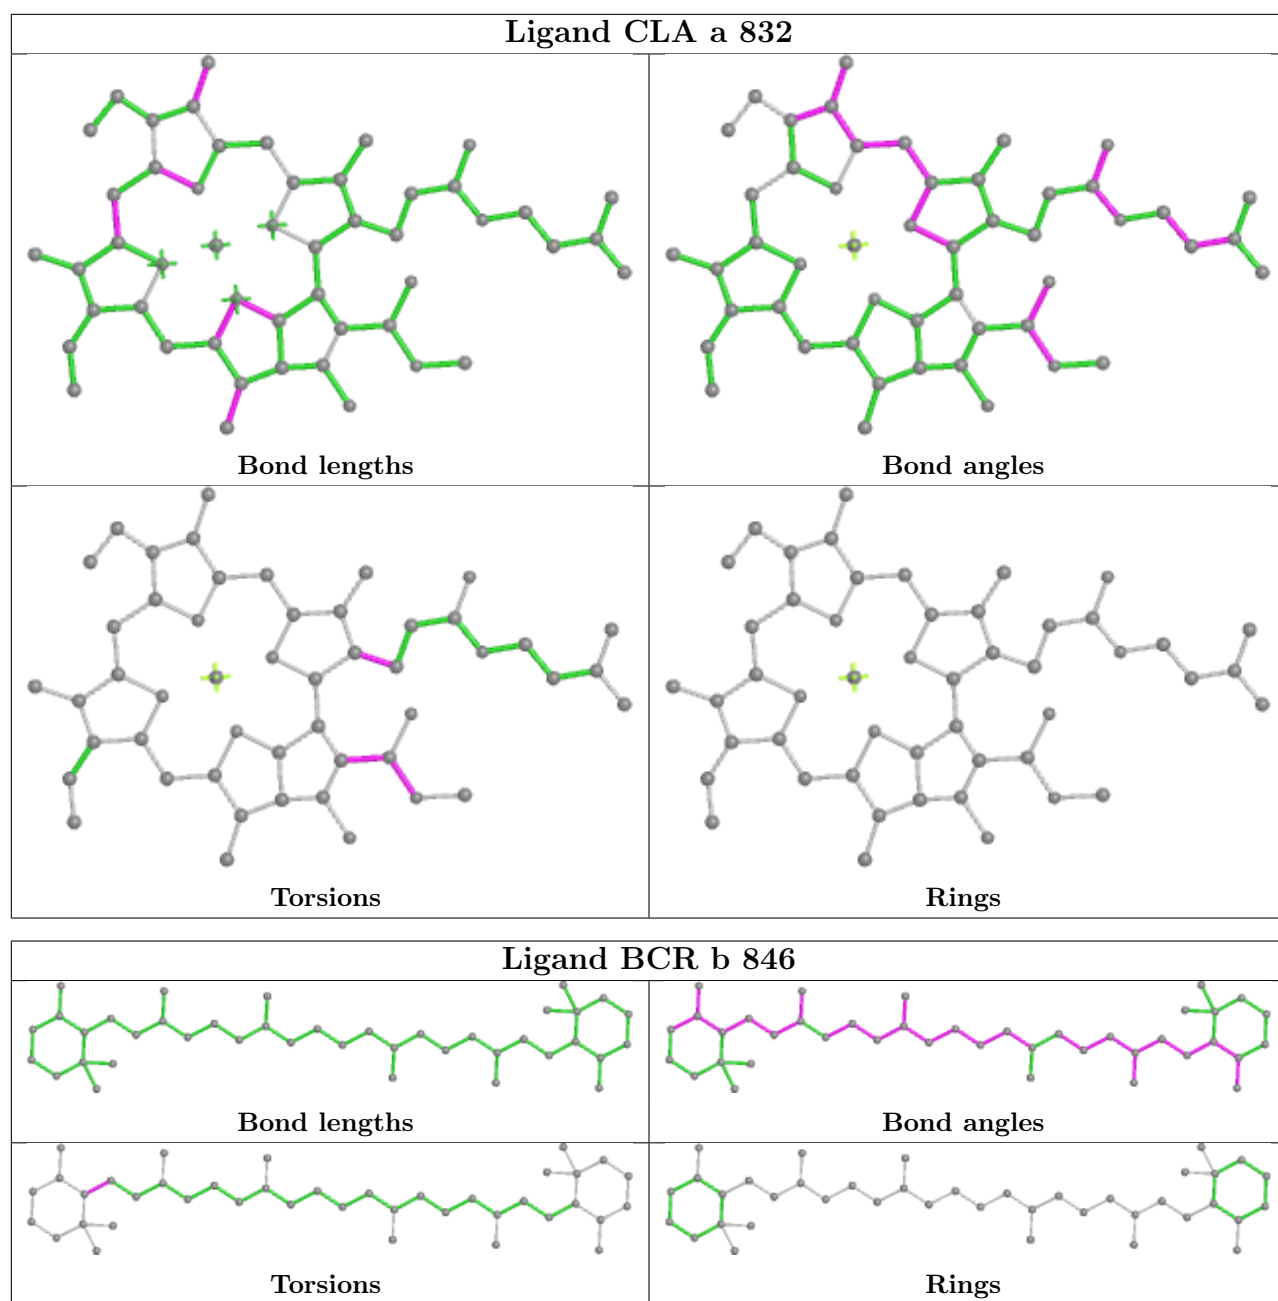 Ligand CLA a 832
Bond lengths
Bond angles
Torsions
Rings
Ligand BCR b 846
Bond lengths
Bond angles
Torsions
Rings